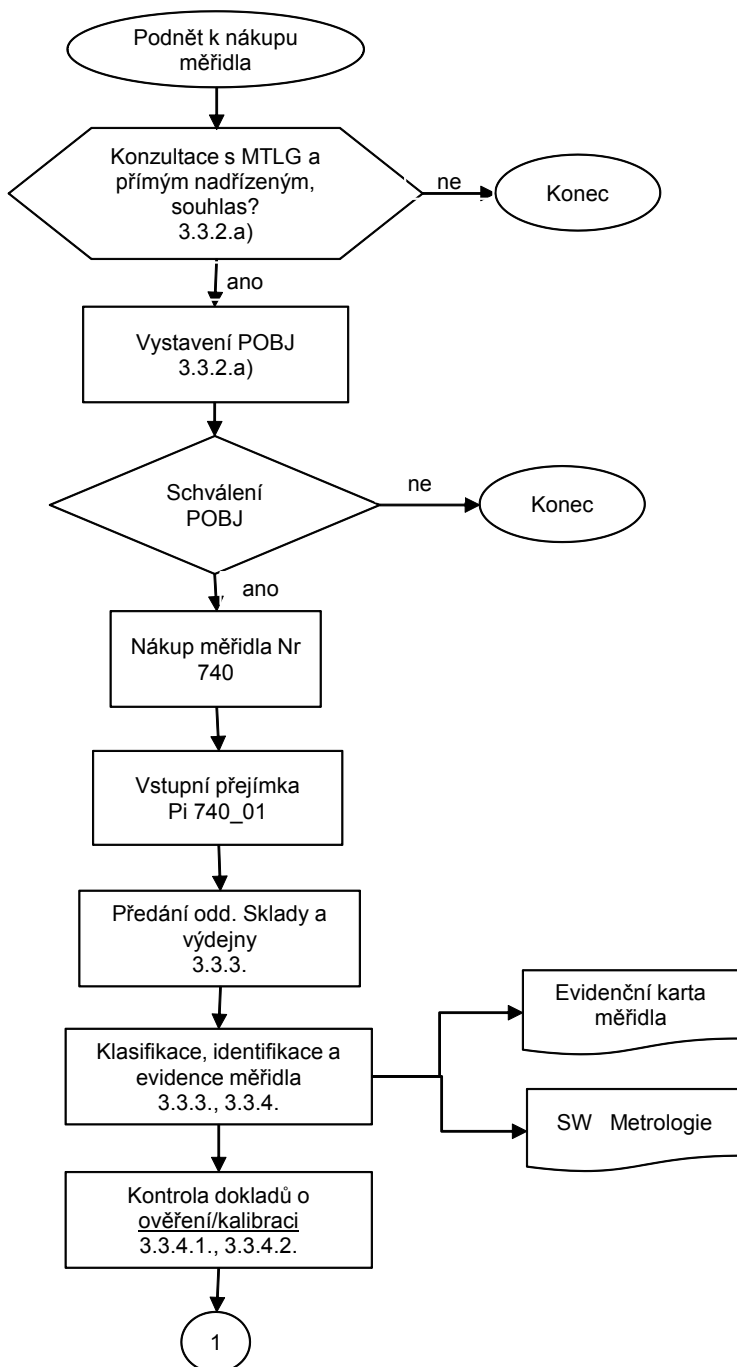 Podnět k nákupu
měřidla
Konzultace s MTLG a
přímým nadřízeným,
souhlas?
3.3.2.a)
ne
Konec
ano
Vystavení POBJ
3.3.2.a)
Schválení
POBJ
ne
Konec
ano
Nákup měřidla Nr
740
Vstupní přejímka
Pi 740_01
Předání odd. Sklady a
výdejny
3.3.3.
Klasifikace, identifikace a
evidence měřidla
3.3.3., 3.3.4.
Evidenční karta
měřidla
SW Metrologie
Kontrola dokladů o
ověření/kalibraci
3.3.4.1., 3.3.4.2.
1